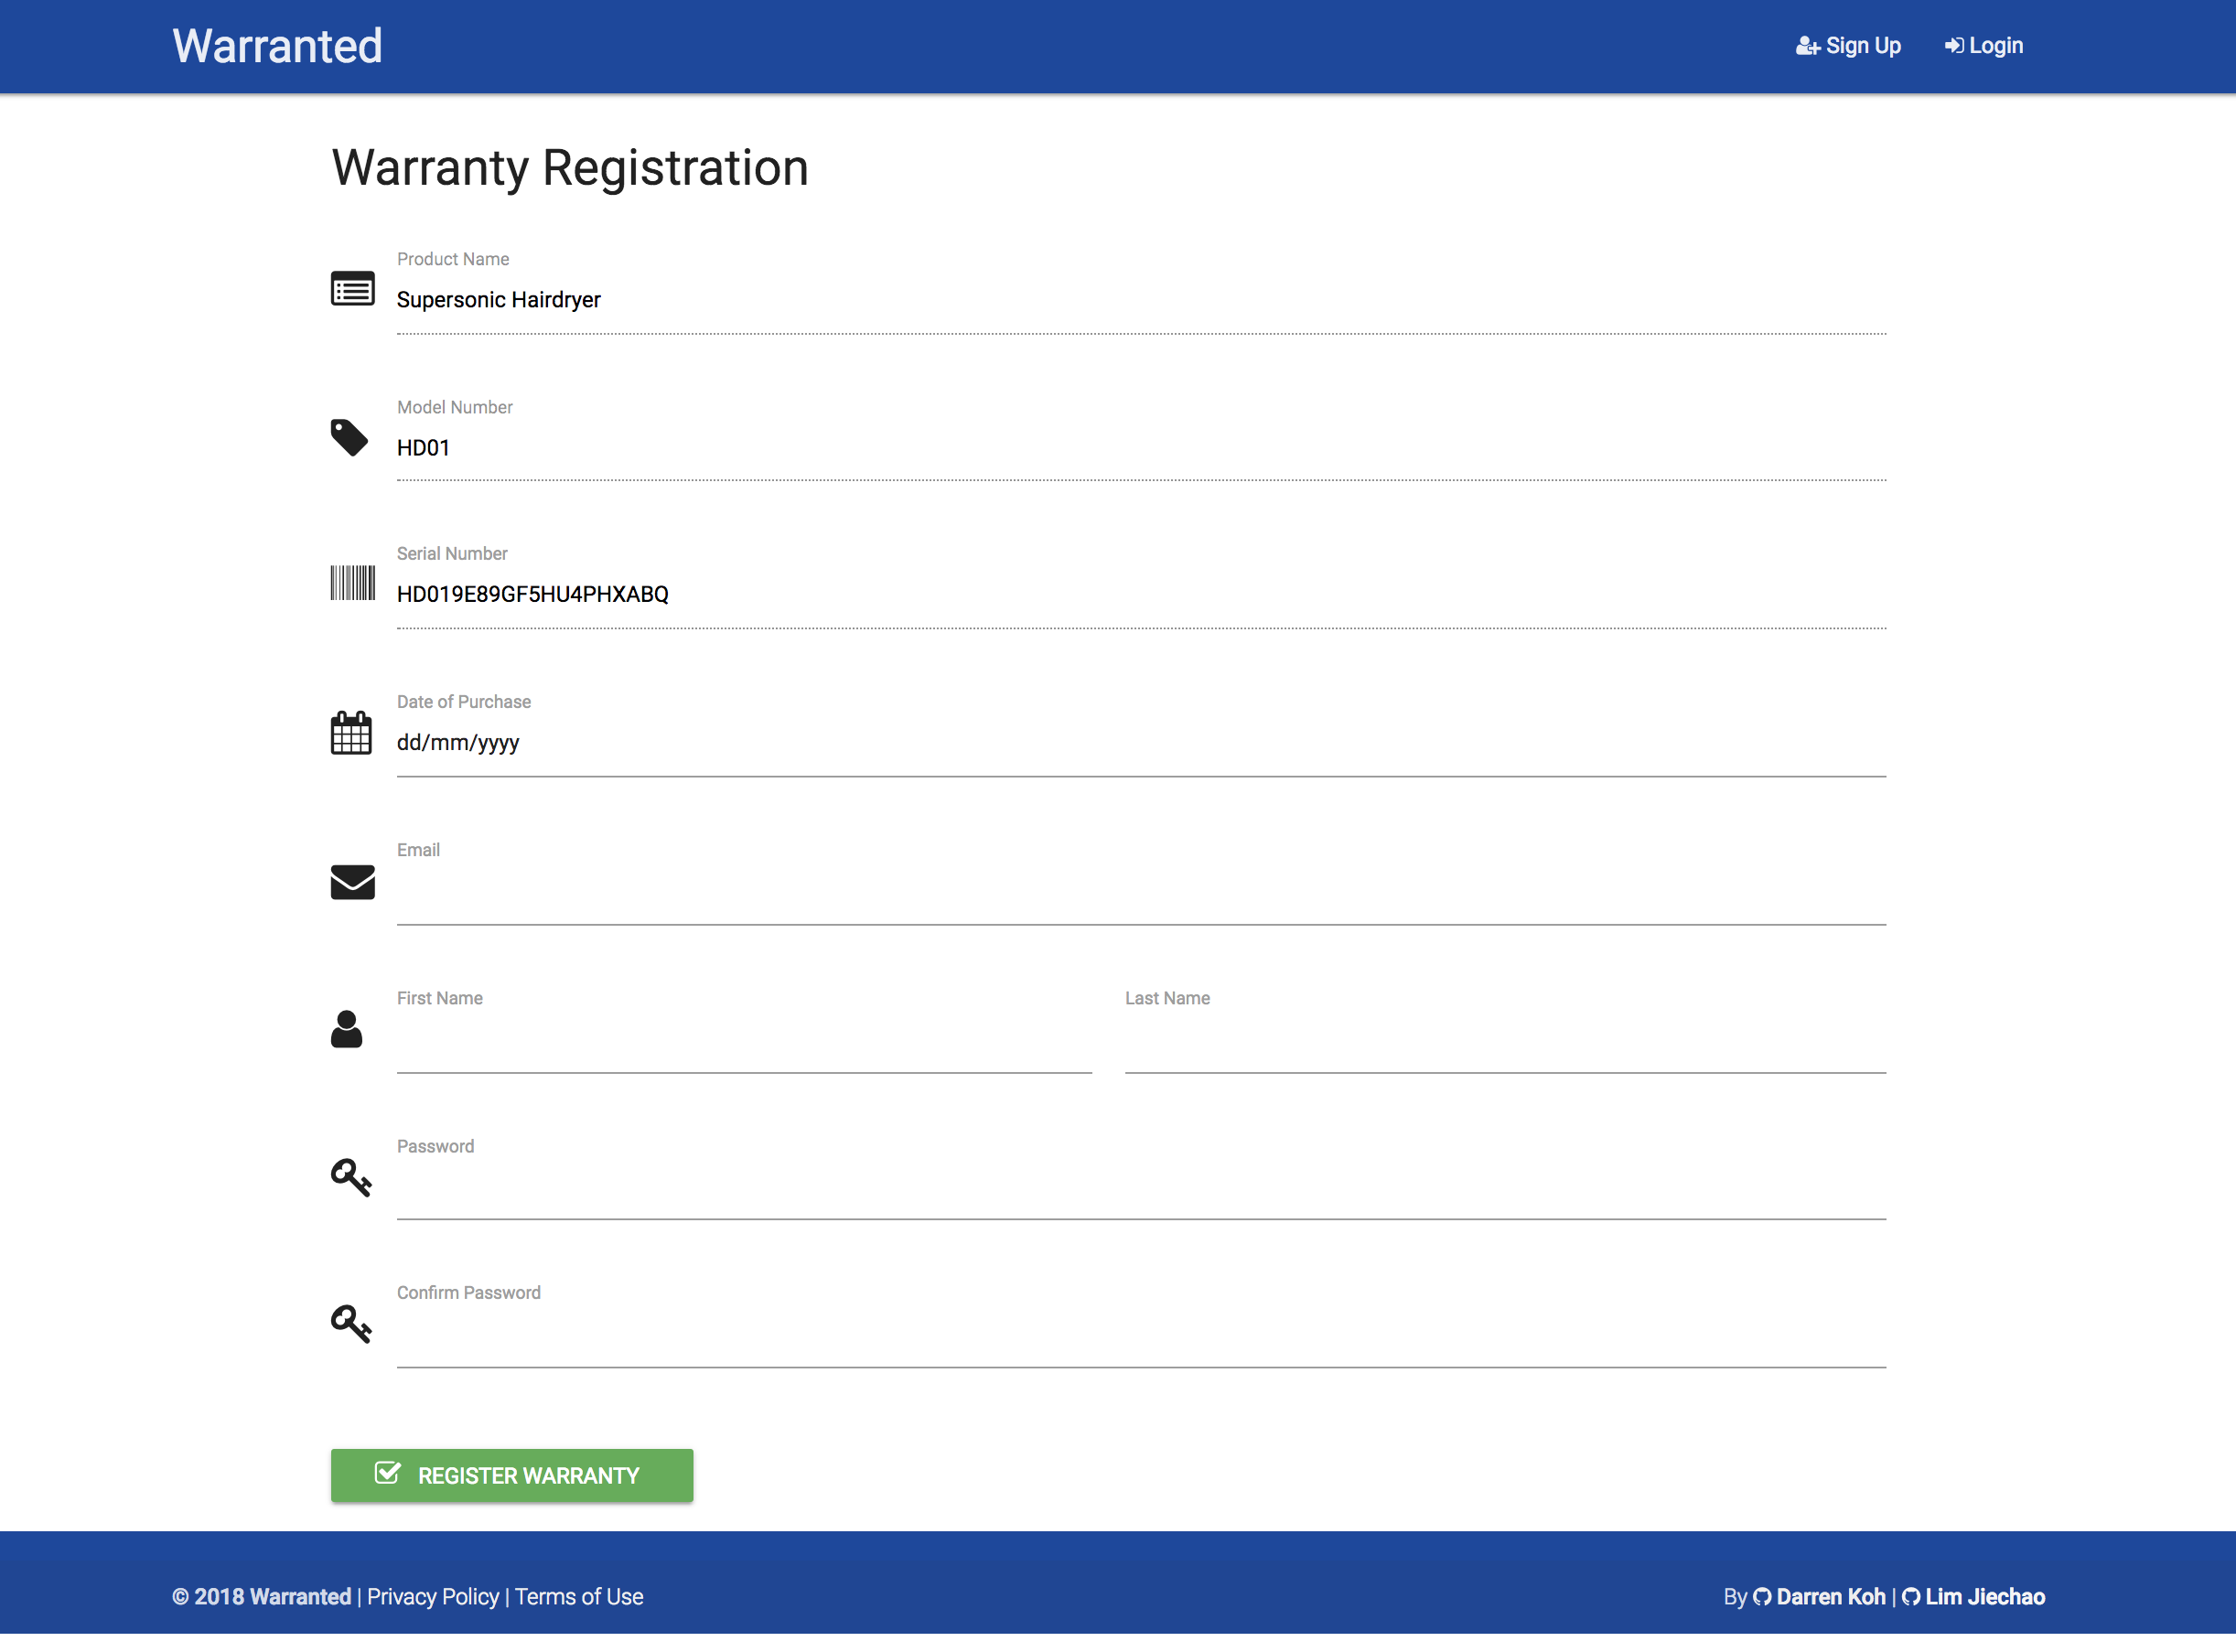 Warranted
Sign Up Login
Warranty Registration
Product Name
Supersonic Hairdryer
Model Number
HD01
Serial Number
HD019E89GF5HU4PHXABQ
Date of Purchase
dd/mm/yyyy
Email
First Name Last Name
Password
Confirm Password
REGISTER WARRANTY
© 2018 Warranted | Privacy Policy | Terms of Use
By Darren Koh | Lim Jiechao